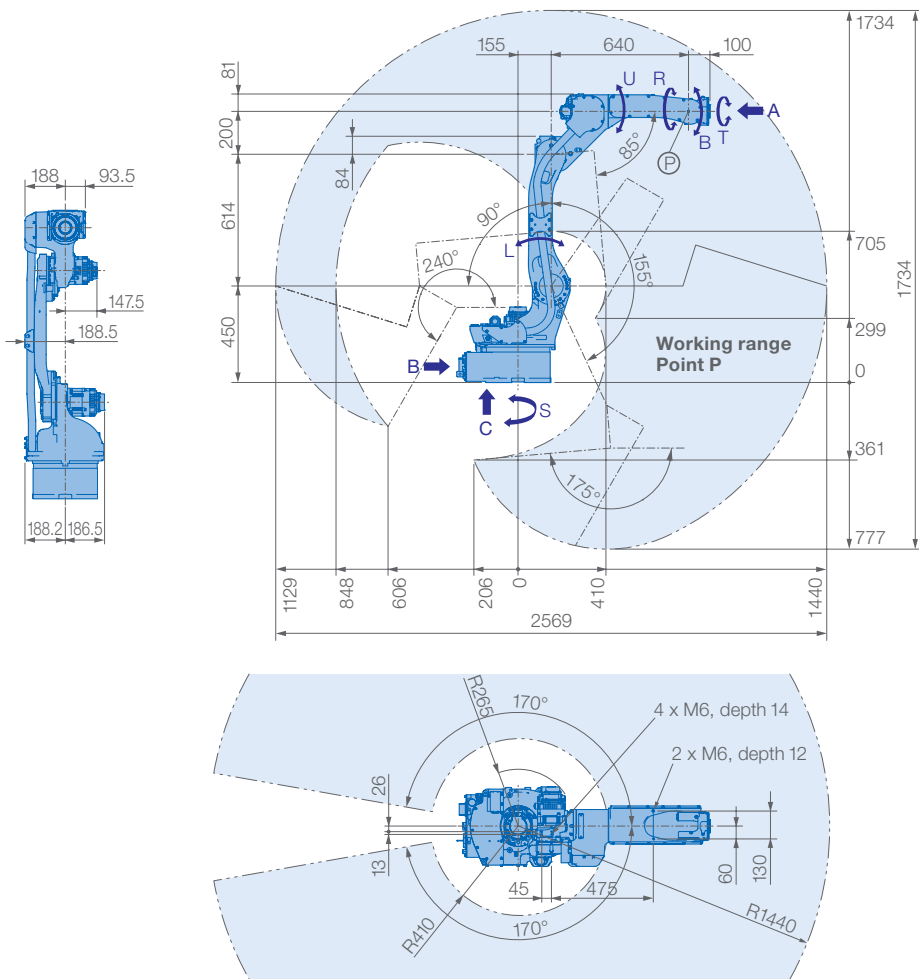 155
640
100
1734
81
U
R
A
B
T
P
200
85°
84
188
93.5
614
90°
L
240°
155°
705
1734
147.5
188.5
450
299
Working range
Point P
B
0
C
S
361
175°
188.2
186.5
777
1129
848
606
206
0
410
1440
2569
R265
170°
4 x M6, depth 14
2 x M6, depth 12
26
13
45
475
60
130
R410
170°
R1440